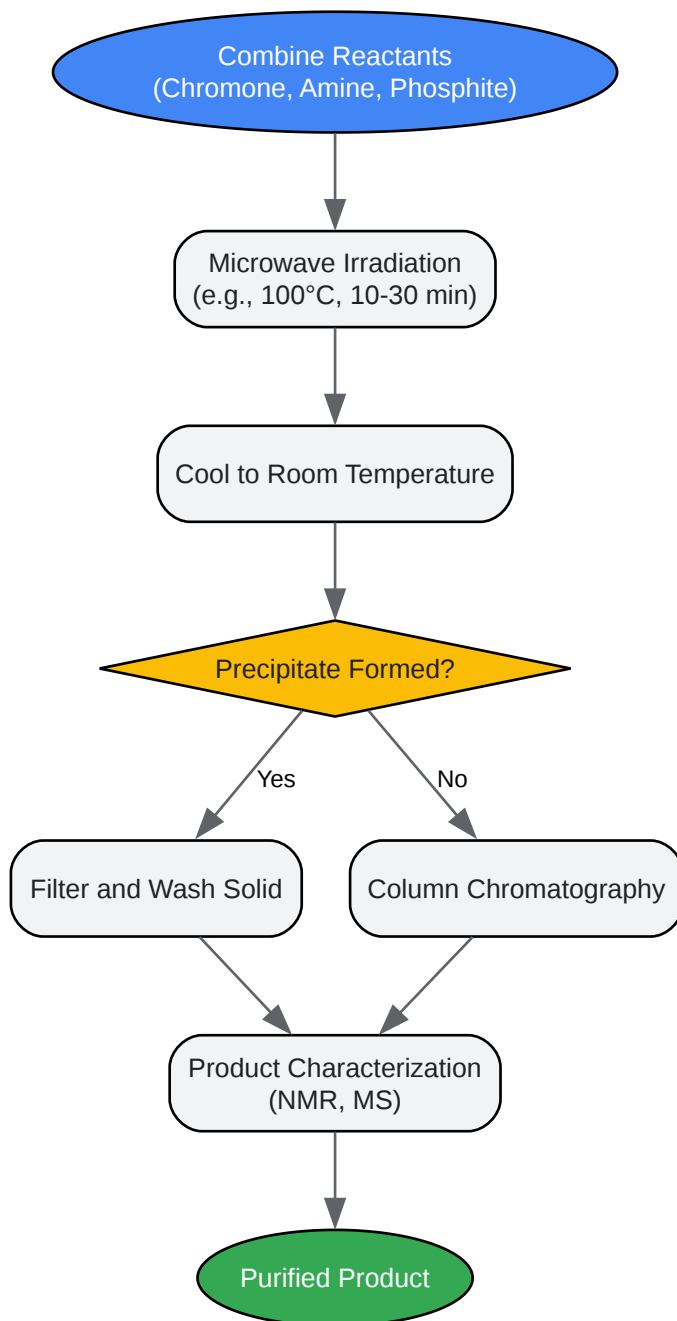 Combine Reactants
(Chromone, Amine, Phosphite)
Microwave Irradiation
(e.g., 100°C, 10-30 min)
Cool to Room Temperature
Precipitate Formed?
Yes
No
Filter and Wash Solid
Column Chromatography
Product Characterization
(NMR, MS)
Purified Product